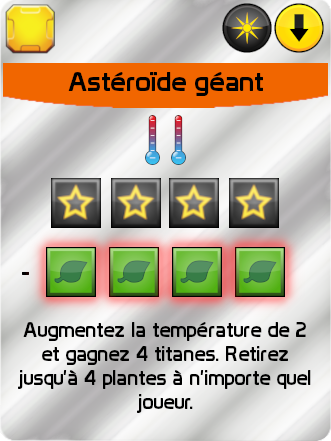 Astéroïde géant
-
Augmentez la température de 2
et gagnez 4 titanes. Retirez
jusqu'à 4 plantes à n'importe quel
joueur.